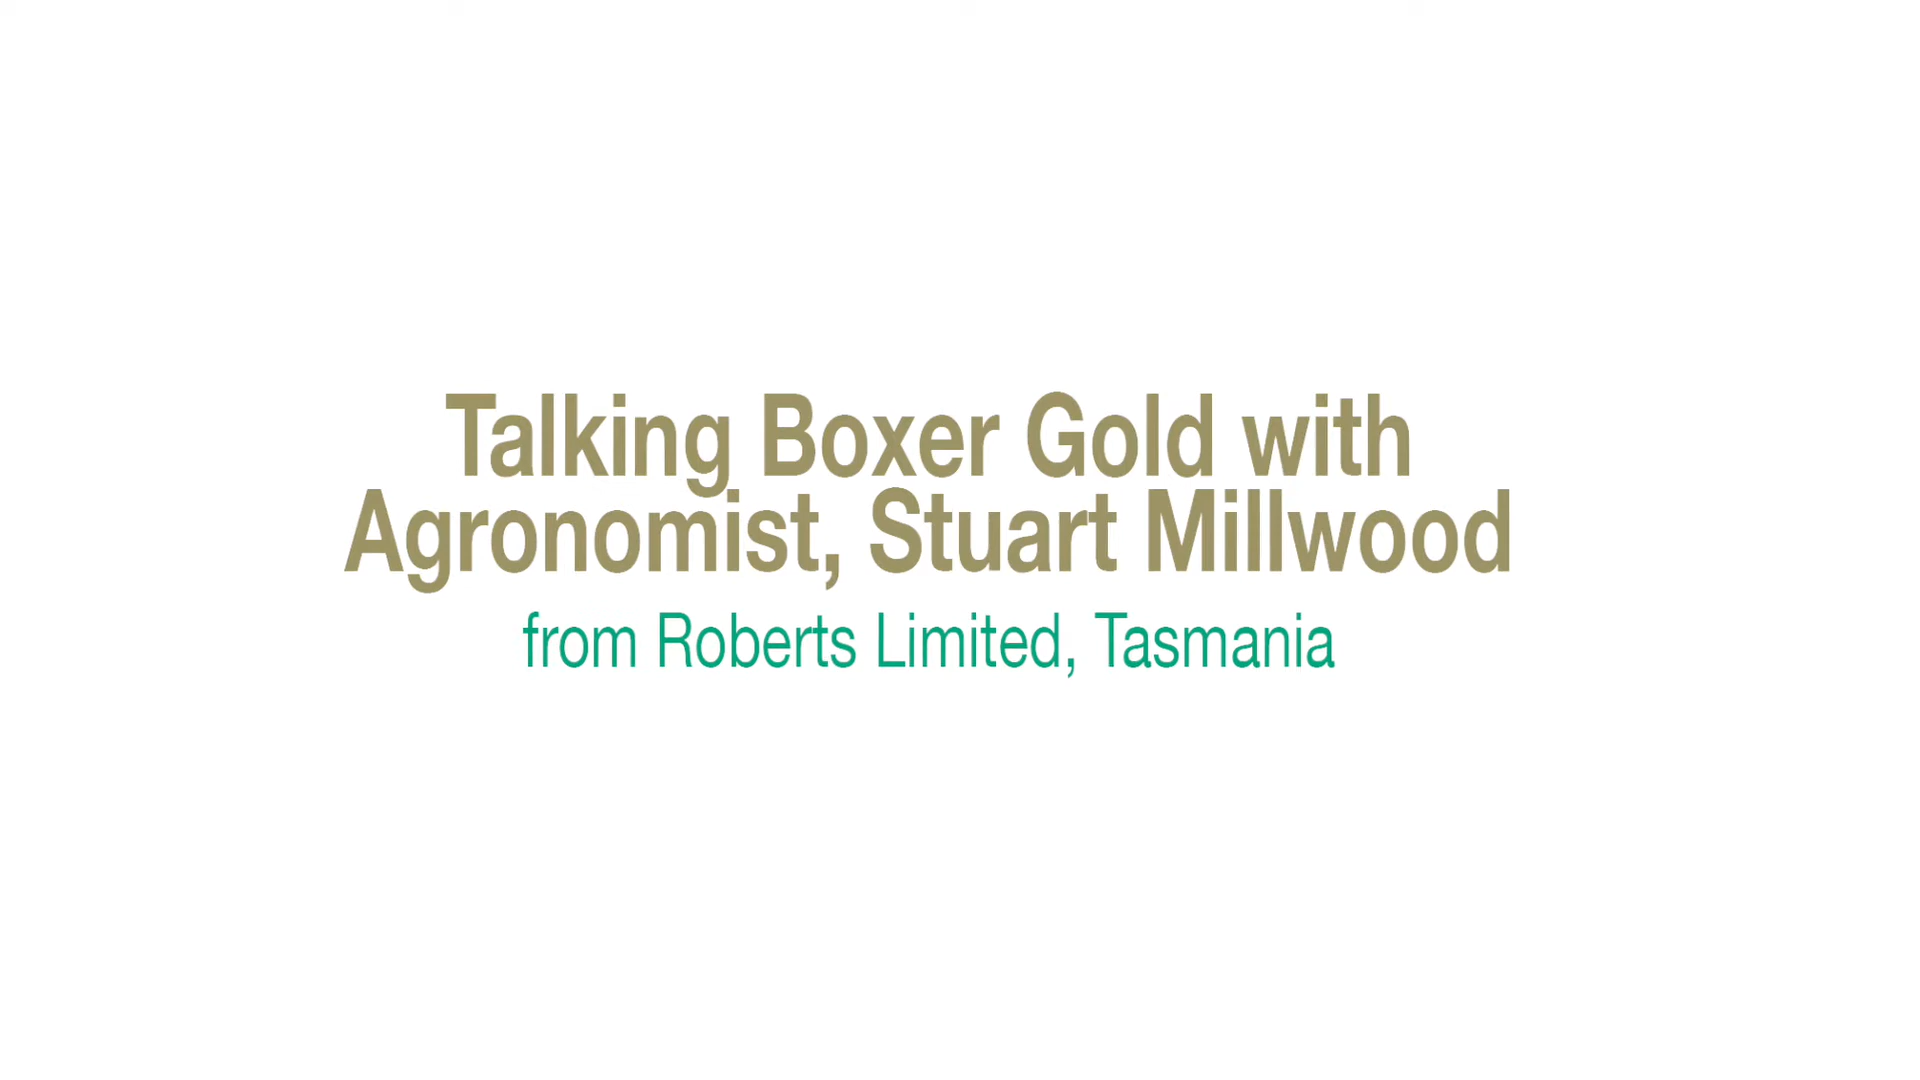 Talking Boxer Gold with
Agronomist, Stuart Millwood
from Roberts Limited, Tasmania